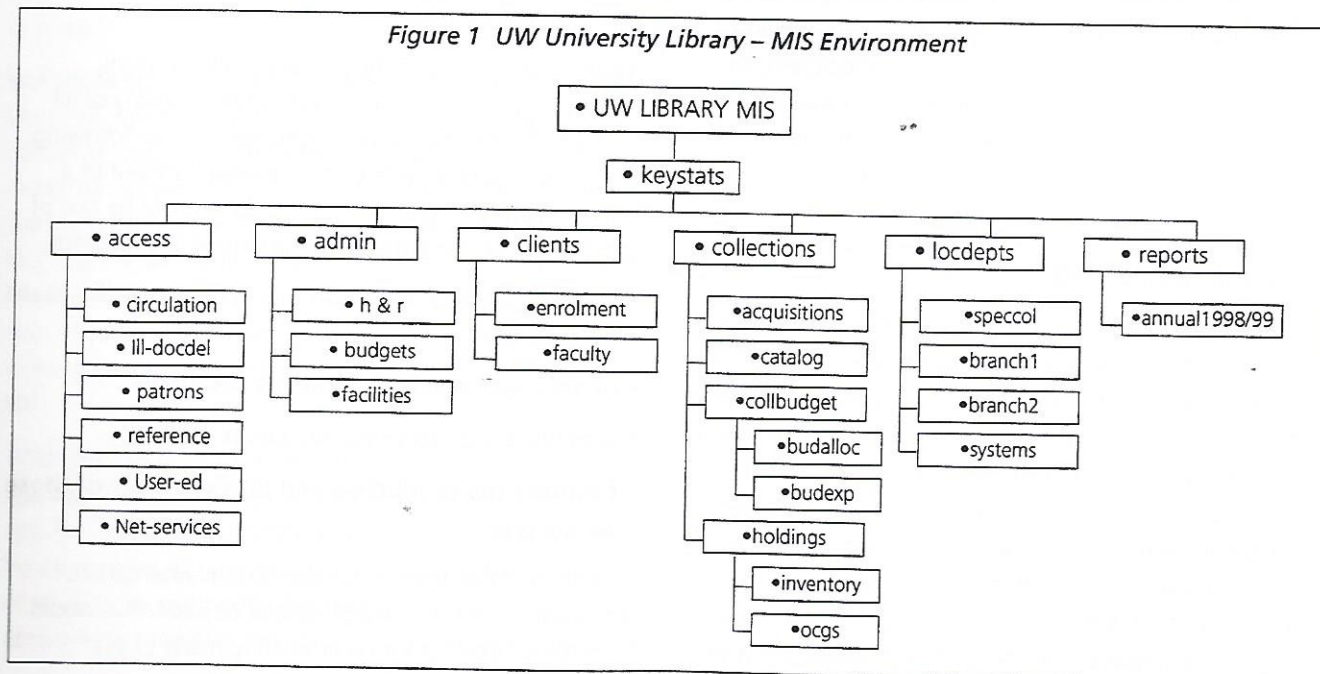 Figure 1 UW University Library – MIS Environment
• UW LIBRARY MIS
• keystats
• access
• circulation
• Ill-docdel
• patrons
• reference
• User-ed
• Net-services
• admin
• h & r
• budgets
•facilities
• clients
•enrolment
•faculty
• collections
•acquisitions
•catalog
•collbudget
•budalloc
•budexp
•holdings
•inventory
•ocgs
• locdepts
•speccol
•branch1
•branch2
•systems
• reports
•annual1998/99